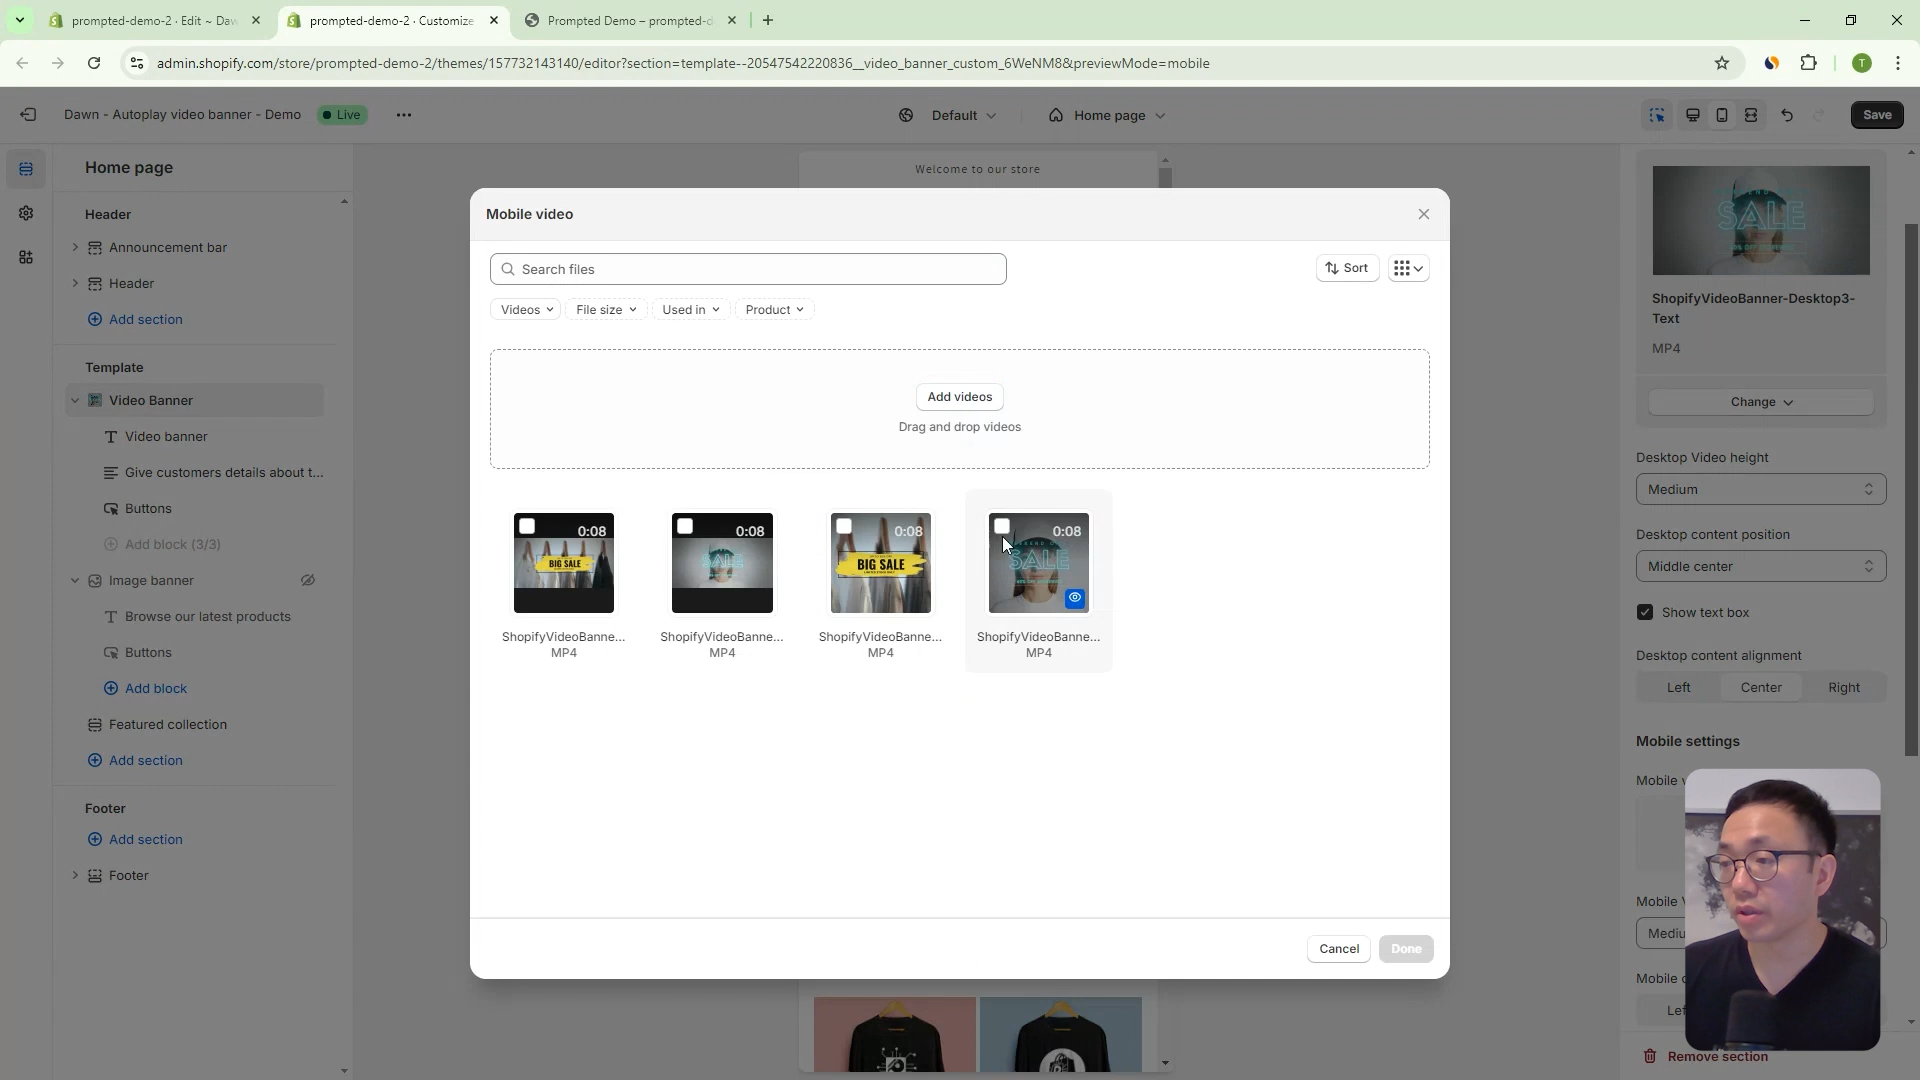 prompted-demo-2 · Edit ~ Daw
prompted-demo-2 · Customize
Prompted Demo – prompted-d
admin.shopify.com/store/prompted-demo-2/themes/157732143140/editor?section=template--20547542220836__video_banner_custom_6WeNM8&previewMode=mobile
T
Dawn - Autoplay video banner - Demo
Live
Default
Home page
Save
Home page
Header
Announcement bar
Header
Add section
Template
Video Banner
Video banner
Give customers details about t...
Buttons
Add block (3/3)
Image banner
Browse our latest products
Buttons
Add block
Featured collection
Add section
Footer
Add section
Footer
Welcome to our store
Mobile video
Search files
Sort
Videos
File size
Used in
Product
Add videos
Drag and drop videos
0:08
BIG SALE
ShopifyVideoBanne...
MP4
0:08
SALE
ShopifyVideoBanne...
MP4
0:08
BIG SALE
ShopifyVideoBanne...
MP4
0:08
SALE
ShopifyVideoBanne...
MP4
Cancel
Done
SALE
ShopifyVideoBanner-Desktop3-
Text
MP4
Change
Desktop Video height
Medium
Desktop content position
Middle center
Show text box
Desktop content alignment
Left
Center
Right
Mobile settings
Mobile v
Mobile V
Mediu
Mobile c
Lef
Remove section